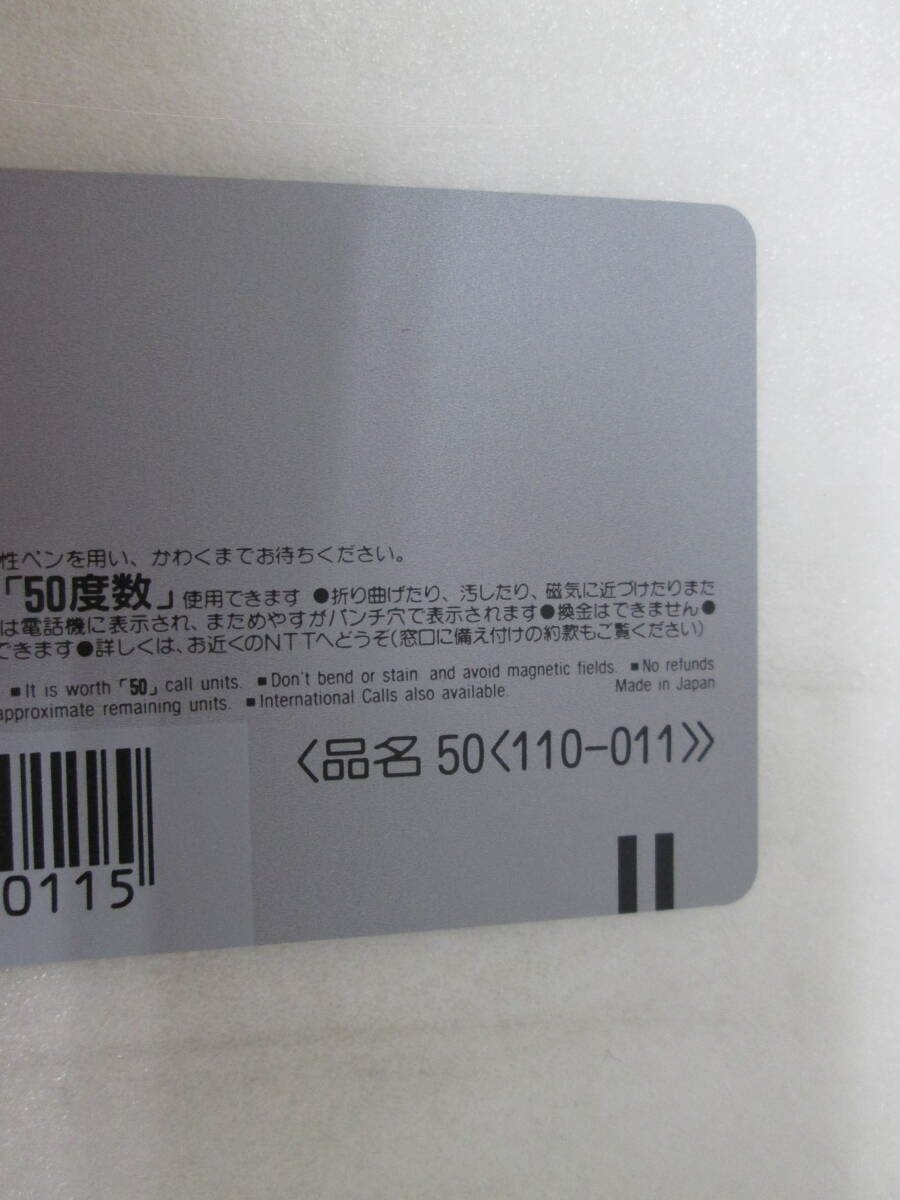 性ペンを用い、かわくまでお待ちください。
「50度数」使用できます ●折り曲げたり、汚したり、磁気に近づけたりまた
は電話機に表示され、まためやすがパンチ穴で表示されます●換金はできません●
できます●詳しくは、お近くのNTTへどうぞ(窓口に備え付けの約款もご覧ください)
■It is worth「50」call units. ■Don't bend or stain and avoid magnetic fields. ■No refunds
approximate remaining units. ■International Calls also available. Made in Japan
〈品名 50〈110-011〉〉
0115